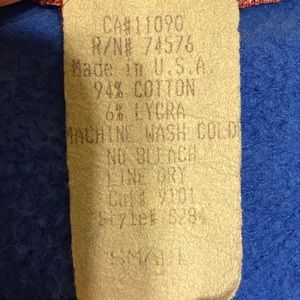 CA#11090
R/N# 74576
Made in U.S.A.
94% COTTON
6% LYCRA
MACHINE WASH COLD
NO BLEACH
LINE DRY
Cut# 9101
Style# S284